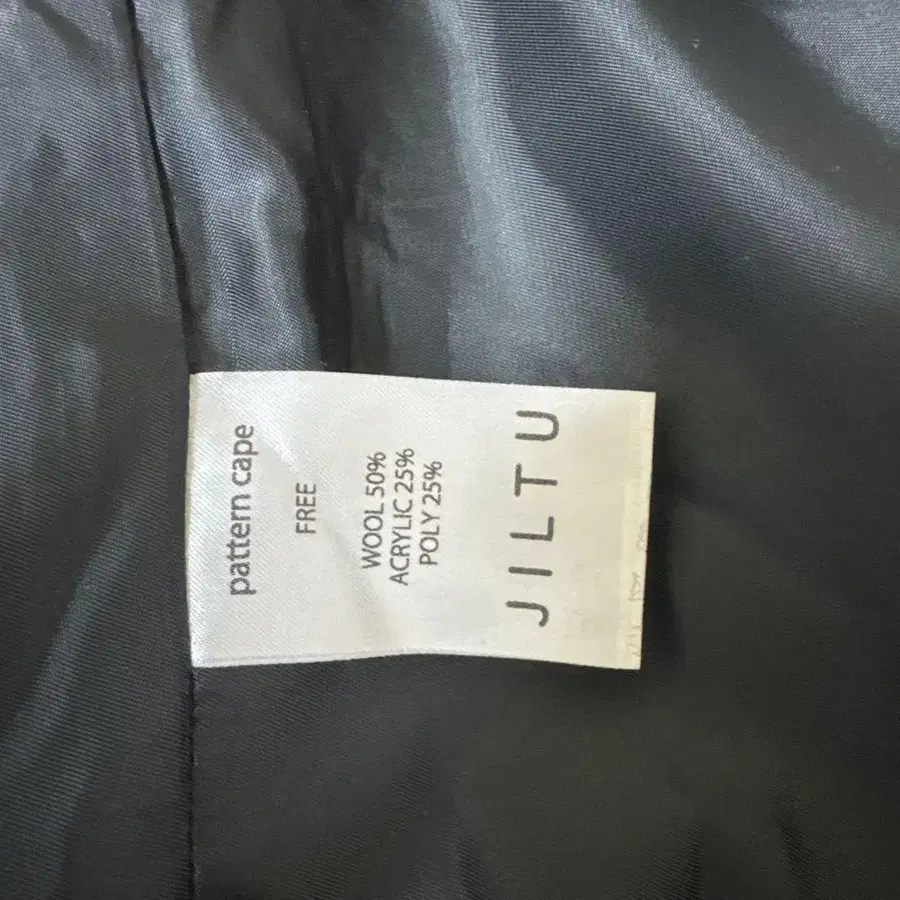 pattern cape
FREE
WOOL 50%
ACRYLIC 25%
POLY 25%
JILTU